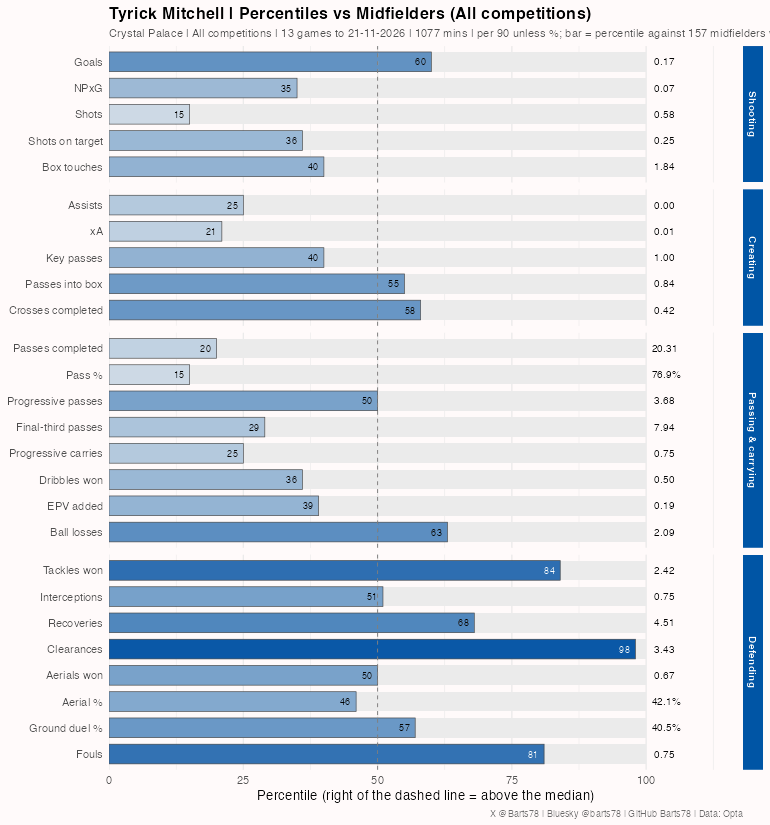 Tyrick Mitchell | Percentiles vs Midfielders (All competitions)
Crystal Palace | All competitions | 13 games to 21-11-2026 | 1077 mins | per 90 unless %; bar = percentile against 157 midfielders
Goals 60 0.17
NPxG 35 0.07
Shots 15 0.58
Shots on target 36 0.25
Box touches 40 1.84
Shooting
Assists 25 0.00
xA 21 0.01
Key passes 40 1.00
Passes into box 55 0.84
Crosses completed 58 0.42
Creating
Passes completed 20 20.31
Pass % 15 76.9%
Progressive passes 50 3.68
Final-third passes 29 7.94
Progressive carries 25 0.75
Dribbles won 36 0.50
EPV added 39 0.19
Ball losses 63 2.09
Passing & carrying
Tackles won 84 2.42
Interceptions 51 0.75
Recoveries 68 4.51
Clearances 98 3.43
Aerials won 50 0.67
Aerial % 46 42.1%
Ground duel % 57 40.5%
Fouls 81 0.75
Defending
0 25 50 75 100
Percentile (right of the dashed line = above the median)
X @Barts78 | Bluesky @barts78 | GitHub Barts78 | Data: Opta